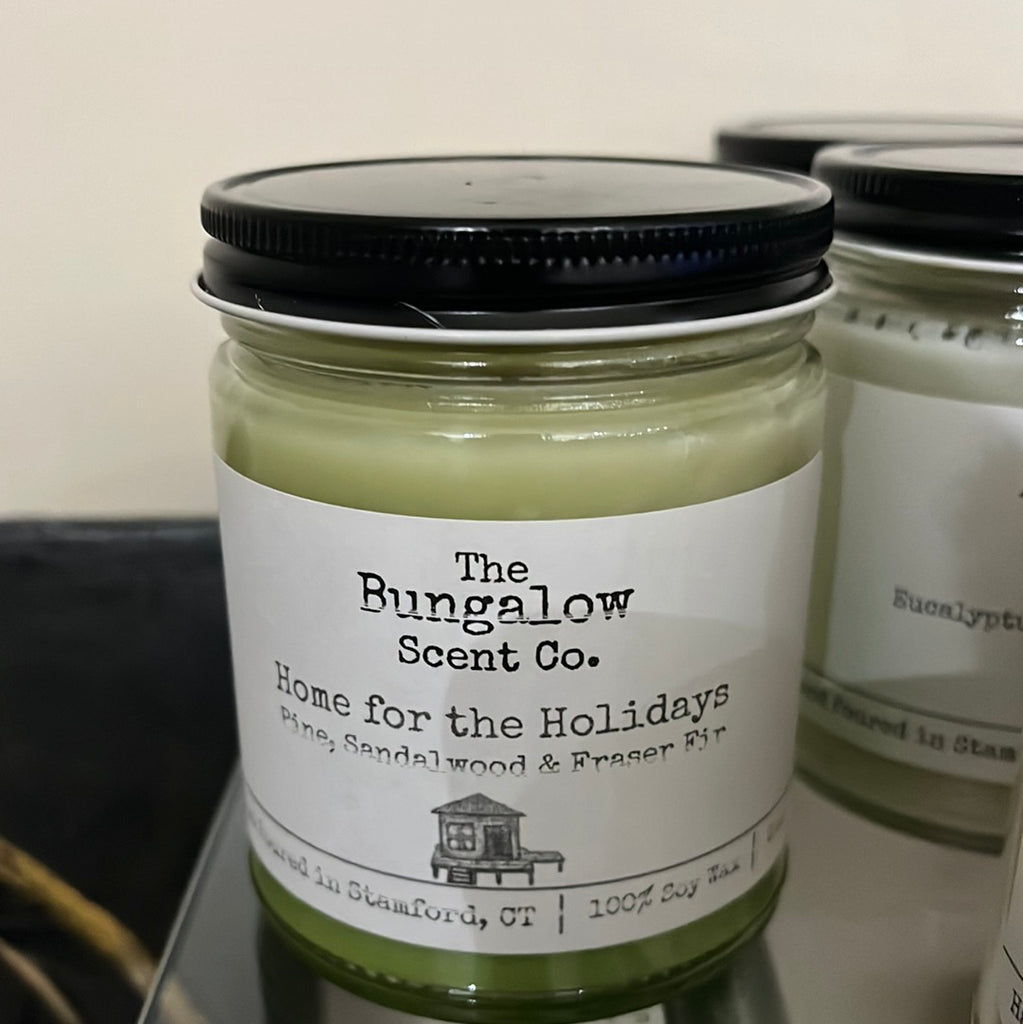 The
Bungalow
Scent Co.
Home for the Holidays
Pine, Sandalwood & Fraser Fir
Poured in Stamford, CT | 100% Soy Wax |
Eucalyptu
Poured in Stam